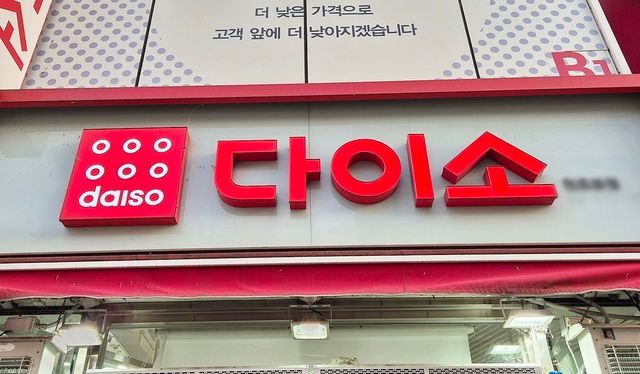 더 낮은 가격으로
고객 앞에 더 낮아지겠습니다
B1
daiso
다이소